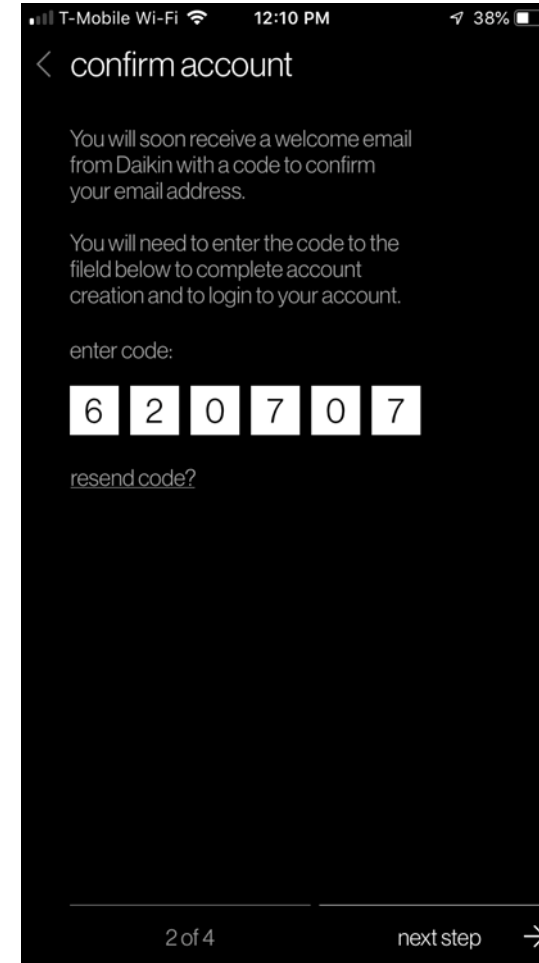 T-Mobile Wi-Fi 12:10 PM 38%
confirm account
You will soon receive a welcome email
from Daikin with a code to confirm
your email address.
You will need to enter the code to the
fileld below to complete account
creation and to login to your account.
enter code:
6 2 0 7 0 7
resend code?
2 of 4 next step